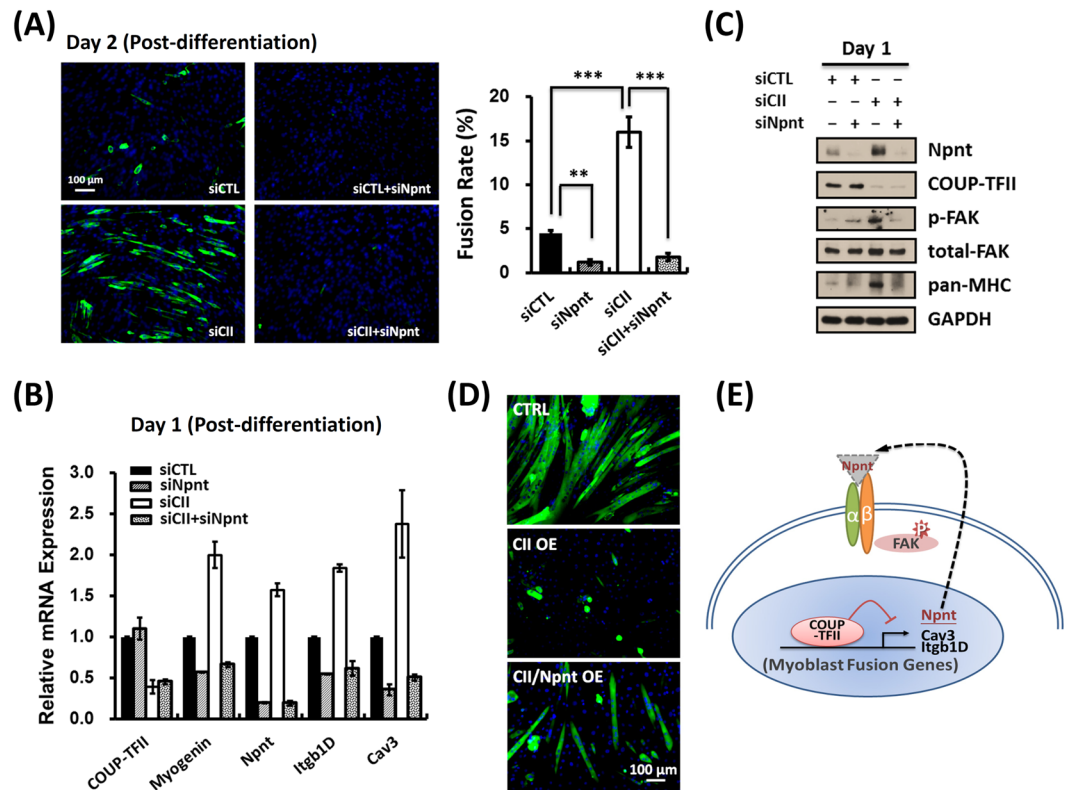 (A)
Day 2 (Post-differentiation)
100 µm
siCTL
siCTL+siNpnt
siCII
siCII+siNpnt
Fusion Rate (%)
20
15
10
5
0
***
***
**
siCTL
siNpnt
siCII
siCII+siNpnt
(B)
Day 1 (Post-differentiation)
Relative mRNA Expression
3.0
2.5
2.0
1.5
1.0
0.5
0.0
siCTL
siNpnt
siCII
siCII+siNpnt
COUP-TFII
Myogenin
Npnt
Itgb1D
Cav3
(C)
Day 1
siCTL + + – –
siCII – – + +
siNpnt – + – +
Npnt
COUP-TFII
p-FAK
total-FAK
pan-MHC
GAPDH
(D)
CTRL
CII OE
CII/Npnt OE
100 µm
(E)
Npnt
α β
P
FAK
COUP
-TFII
Npnt
Cav3
Itgb1D
(Myoblast Fusion Genes)